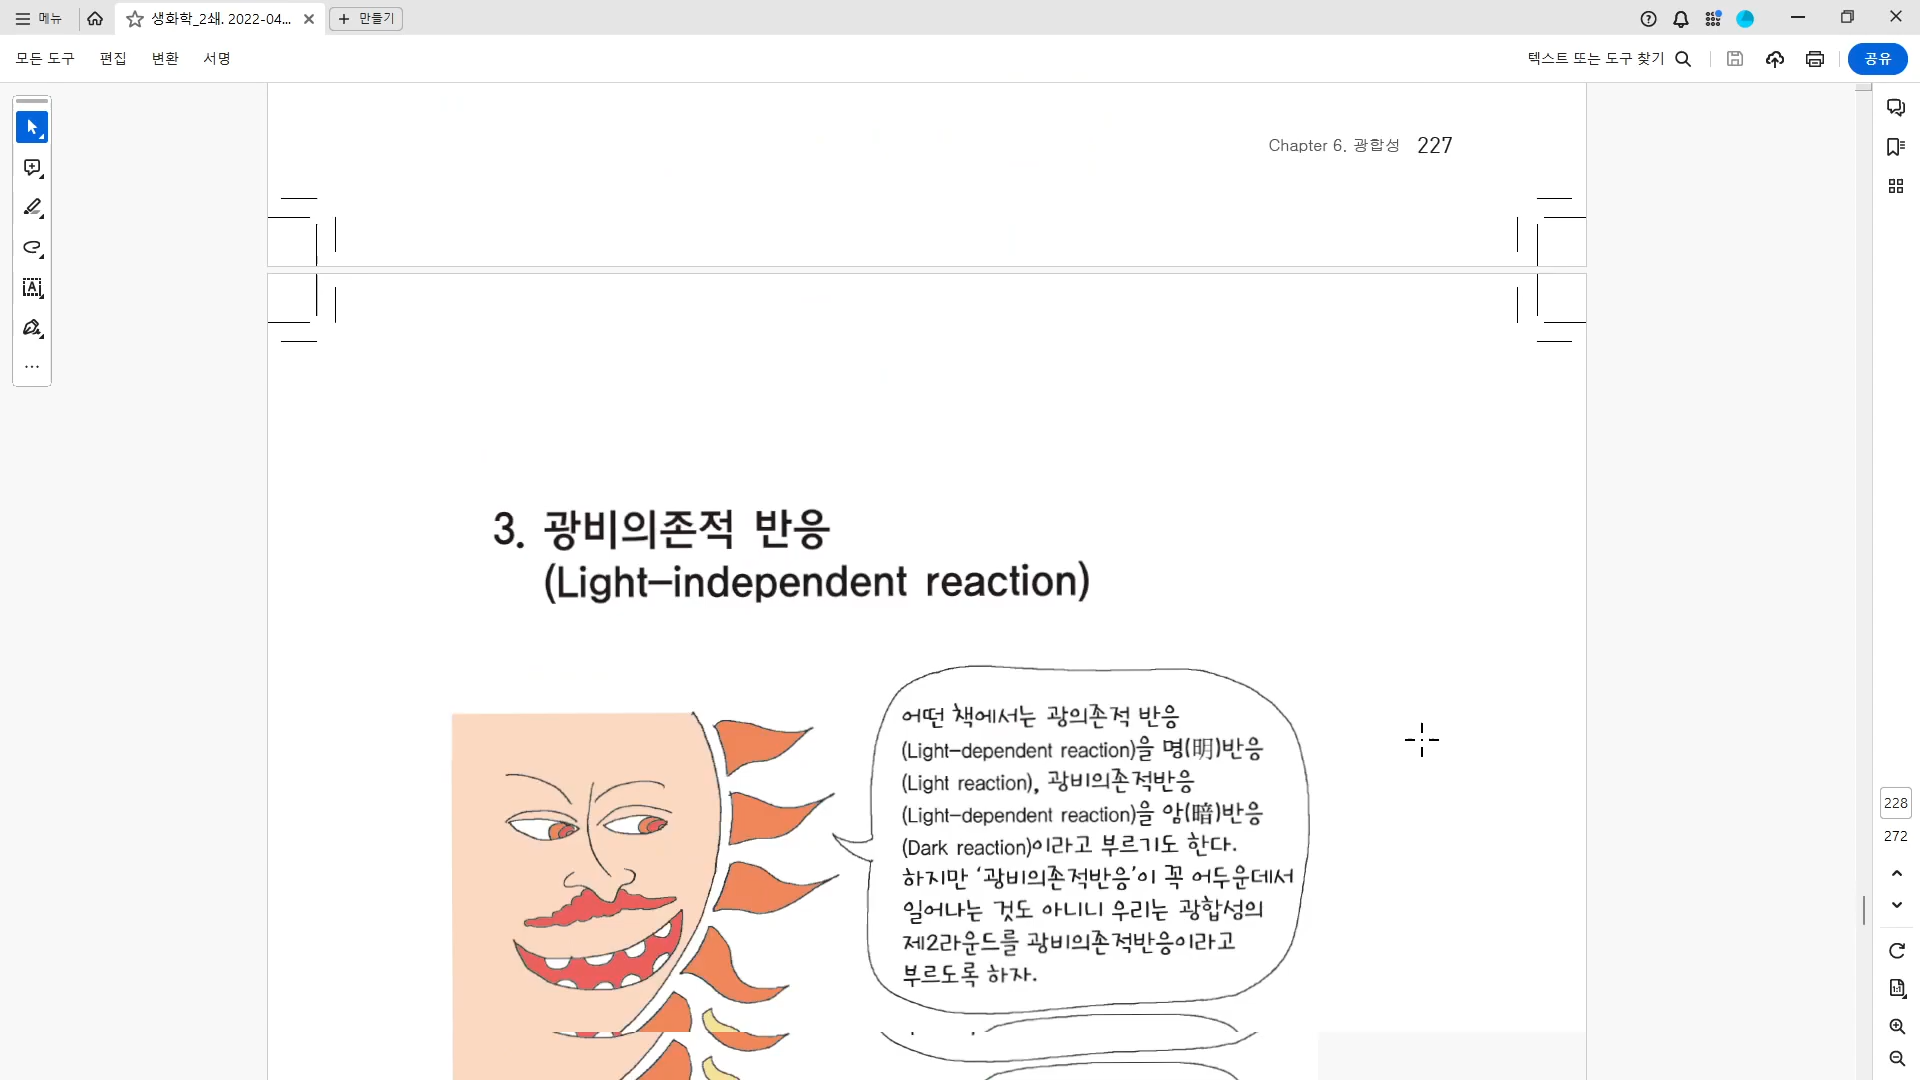 메뉴
생화학_2쇄. 2022-04...
만들기
모든 도구
편집
변환
서명
텍스트 또는 도구 찾기
공유
Chapter 6. 광합성 227
3. 광비의존적 반응
(Light-independent reaction)
어떤 책에서는 광의존적 반응
(Light-dependent reaction)을 명(明)반응
(Light reaction), 광비의존적반응
(Light-dependent reaction)을 암(暗)반응
(Dark reaction)이라고 부르기도 한다.
하지만 ‘광비의존적반응’이 꼭 어두운데서
일어나는 것도 아니니 우리는 광합성의
제2라운드를 광비의존적반응이라고
부르도록 하자.
228
272